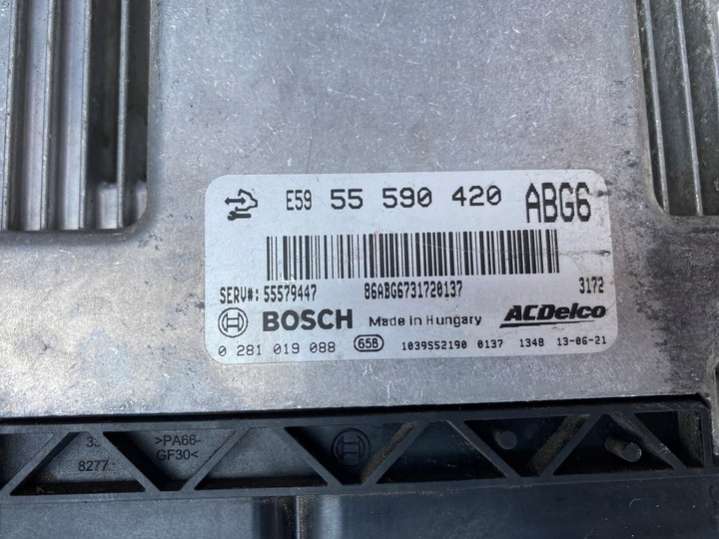 E59 55 590 420 ABG6
SERV#: 55579447 86ABG6731720137 3172
BOSCH Made in Hungary ACDelco
0 281 019 088 65B 1039S52190 0137 1348 13-06-21
>PA66-
8277
GF30<